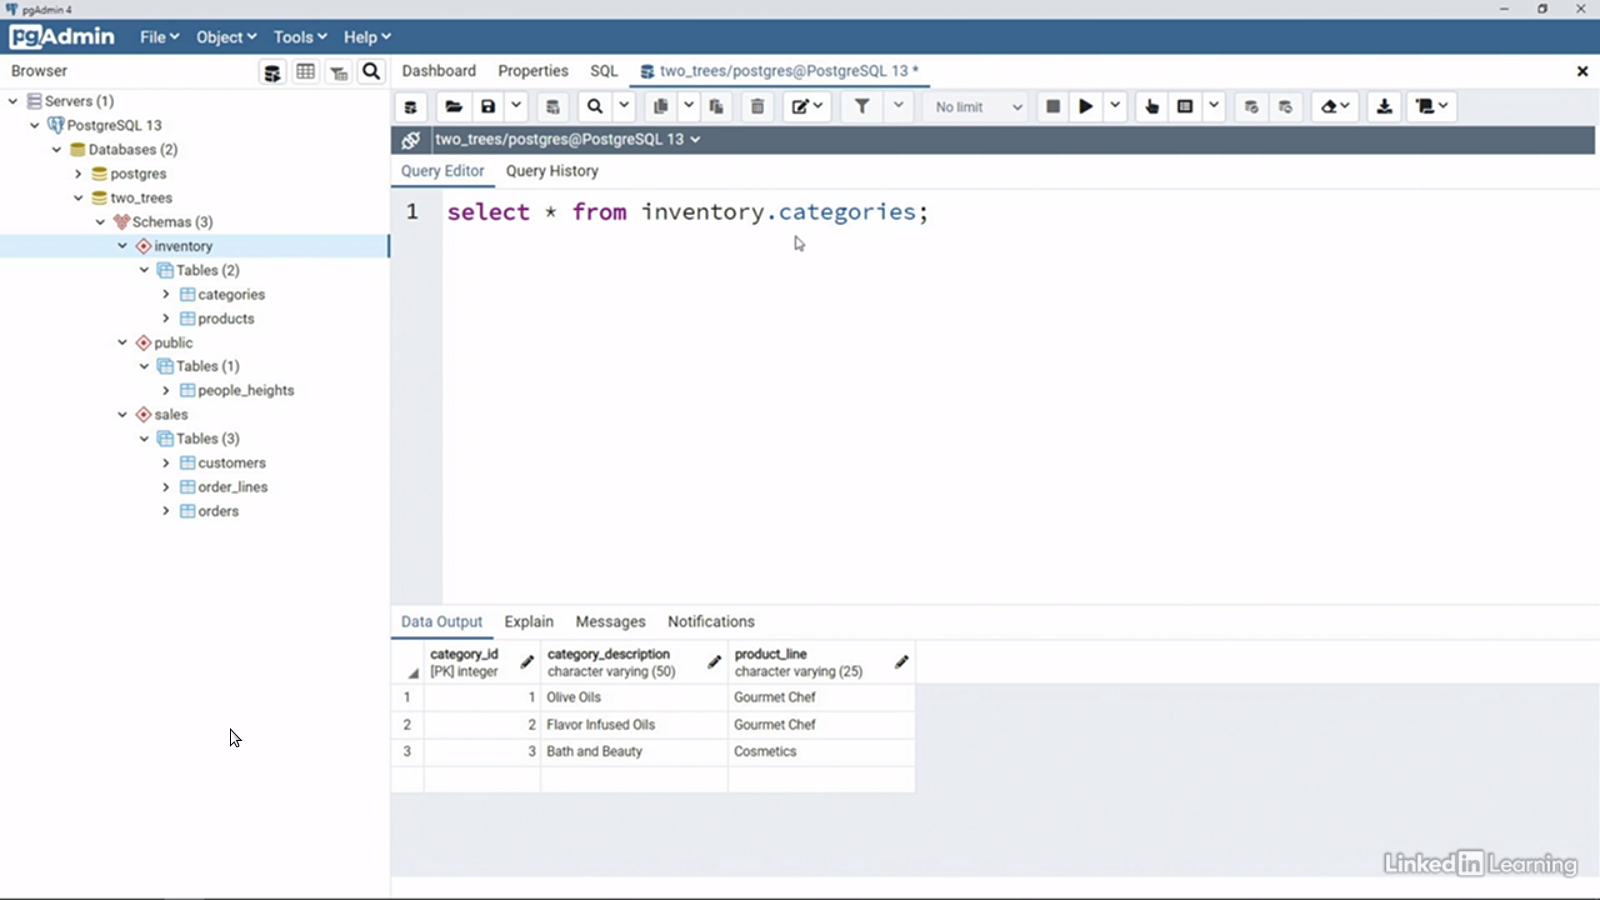 pgAdmin 4
pgAdmin File Object Tools Help
Browser
Dashboard Properties SQL two_trees/postgres@PostgreSQL 13 *
Servers (1)
PostgreSQL 13
Databases (2)
postgres
two_trees
Schemas (3)
inventory
Tables (2)
categories
products
public
Tables (1)
people_heights
sales
Tables (3)
customers
order_lines
orders
No limit
two_trees/postgres@PostgreSQL 13
Query Editor Query History
1 select * from inventory.categories;
Data Output Explain Messages Notifications
category_id category_description product_line
[PK] integer character varying (50) character varying (25)
1 1 Olive Oils Gourmet Chef
2 2 Flavor Infused Oils Gourmet Chef
3 3 Bath and Beauty Cosmetics
Linked in Learning